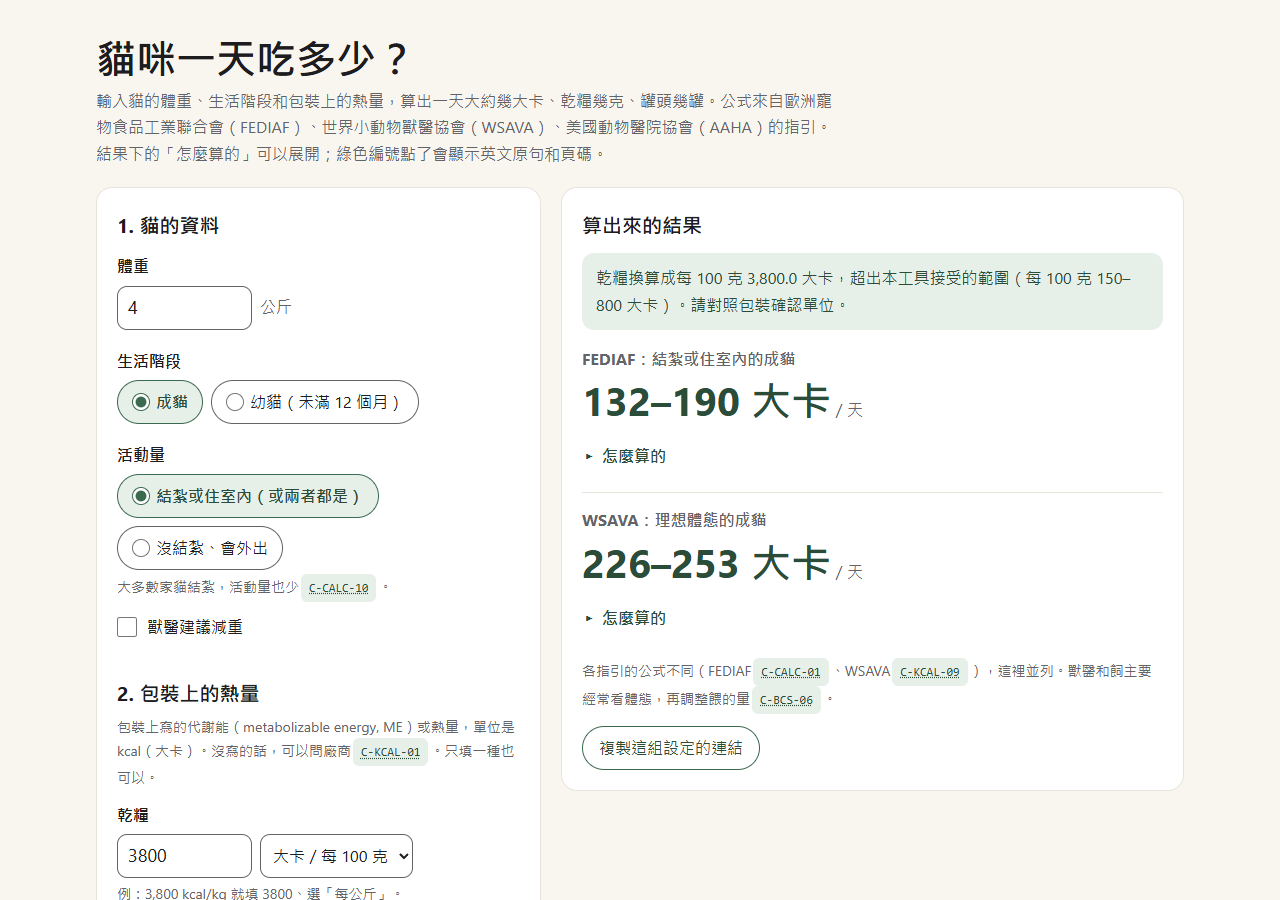 貓咪一天吃多少？
輸入貓的體重、生活階段和包裝上的熱量，算出一天大約幾大卡、乾糧幾克、罐頭幾罐。公式來自歐洲寵
物食品工業聯合會（FEDIAF）、世界小動物獸醫協會（WSAVA）、美國動物醫院協會（AAHA）的指引。
結果下的「怎麼算的」可以展開；綠色編號點了會顯示英文原句和頁碼。
1. 貓的資料
體重
4 公斤
生活階段
成貓 幼貓（未滿 12 個月）
活動量
結紮或住室內（或兩者都是）
沒結紮、會外出
大多數家貓結紮，活動量也少 C-CALC-10 。
獸醫建議減重
2. 包裝上的熱量
包裝上寫的代謝能（metabolizable energy, ME）或熱量，單位是
kcal（大卡）。沒寫的話，可以問廠商 C-KCAL-01 。只填一種也
可以。
乾糧
3800 大卡 / 每 100 克
例：3,800 kcal/kg 就填 3800、選「每公斤」。
算出來的結果
乾糧換算成每 100 克 3,800.0 大卡，超出本工具接受的範圍（每 100 克 150–
800 大卡）。請對照包裝確認單位。
FEDIAF：結紮或住室內的成貓
132–190 大卡 / 天
▸ 怎麼算的
WSAVA：理想體態的成貓
226–253 大卡 / 天
▸ 怎麼算的
各指引的公式不同（FEDIAF C-CALC-01 、WSAVA C-KCAL-09 ），這裡並列。獸醫和飼主要
經常看體態，再調整餵的量 C-BCS-06 。
複製這組設定的連結